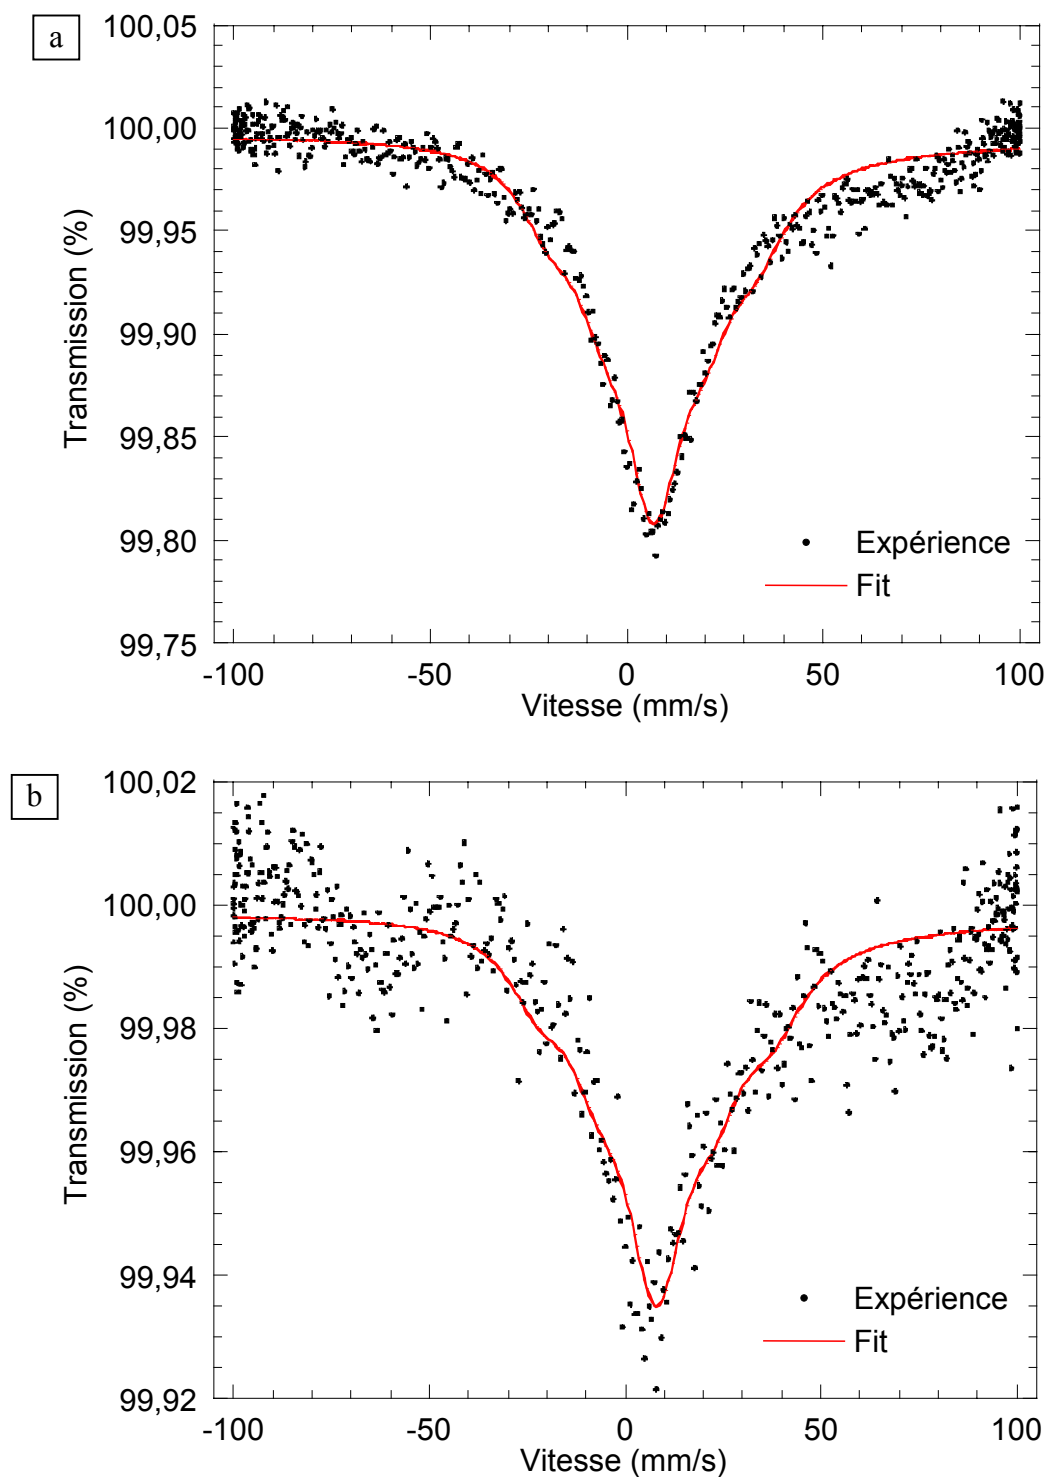 a
100,05
100,00
99,95
99,90
99,85
99,80
99,75
Transmission (%)
Expérience
Fit
-100 -50 0 50 100
Vitesse (mm/s)
b
100,02
100,00
99,98
99,96
99,94
99,92
Transmission (%)
Expérience
Fit
-100 -50 0 50 100
Vitesse (mm/s)